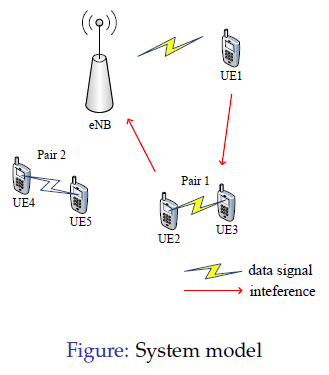 UE1
eNB
Pair 2
Pair 1
UE4
UE5
UE2
UE3
data signal
inteference
Figure: System model